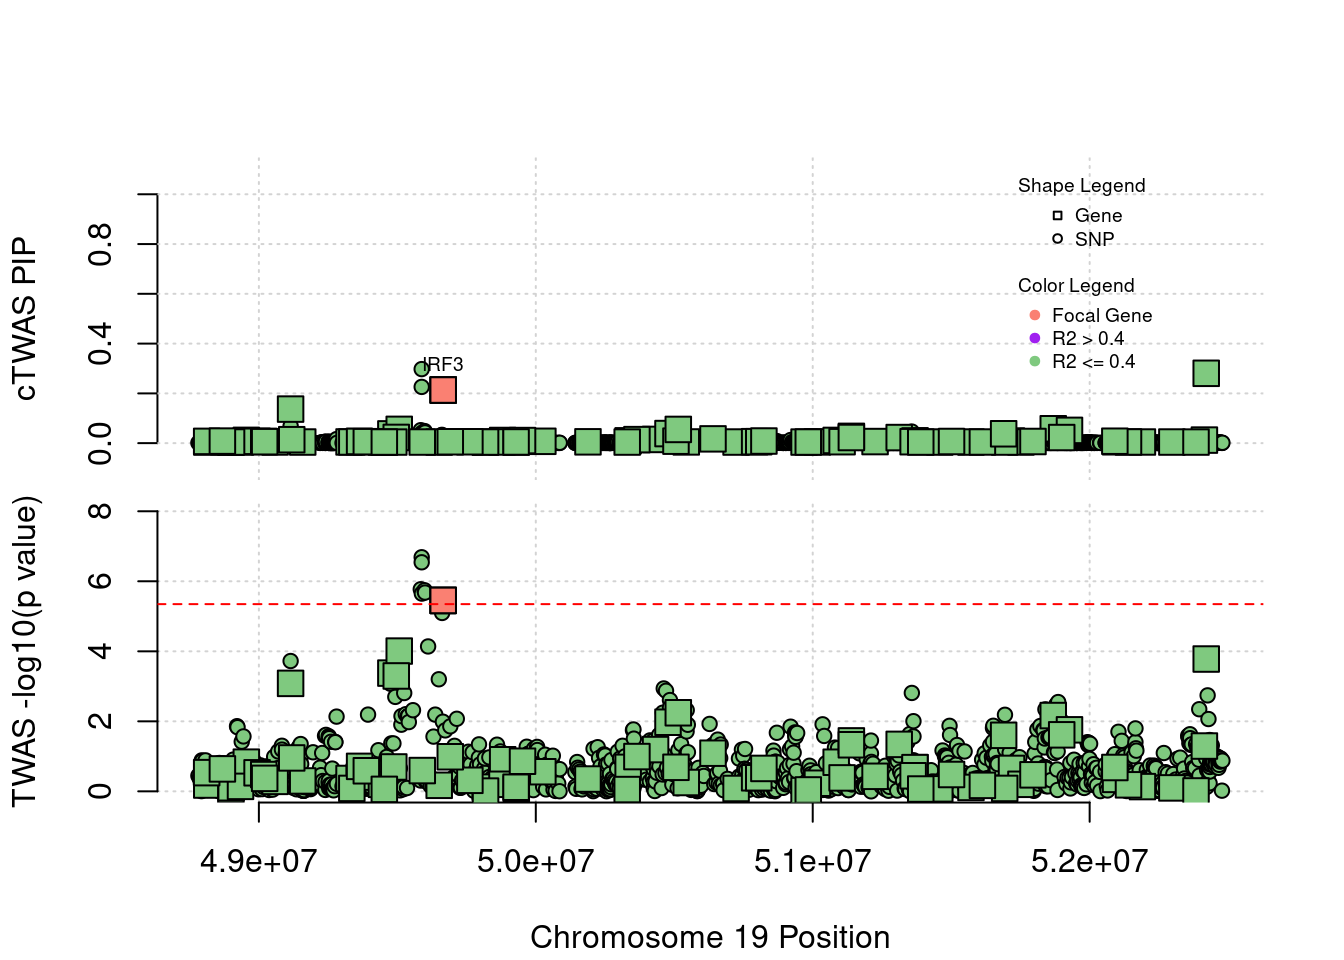 Shape Legend
Gene
SNP
Color Legend
Focal Gene
R2 > 0.4
R2 <= 0.4
cTWAS PIP
0.8
0.4
0.0
IRF3
TWAS -log10(p value)
8
6
4
2
0
4.9e+07 5.0e+07 5.1e+07 5.2e+07
Chromosome 19 Position